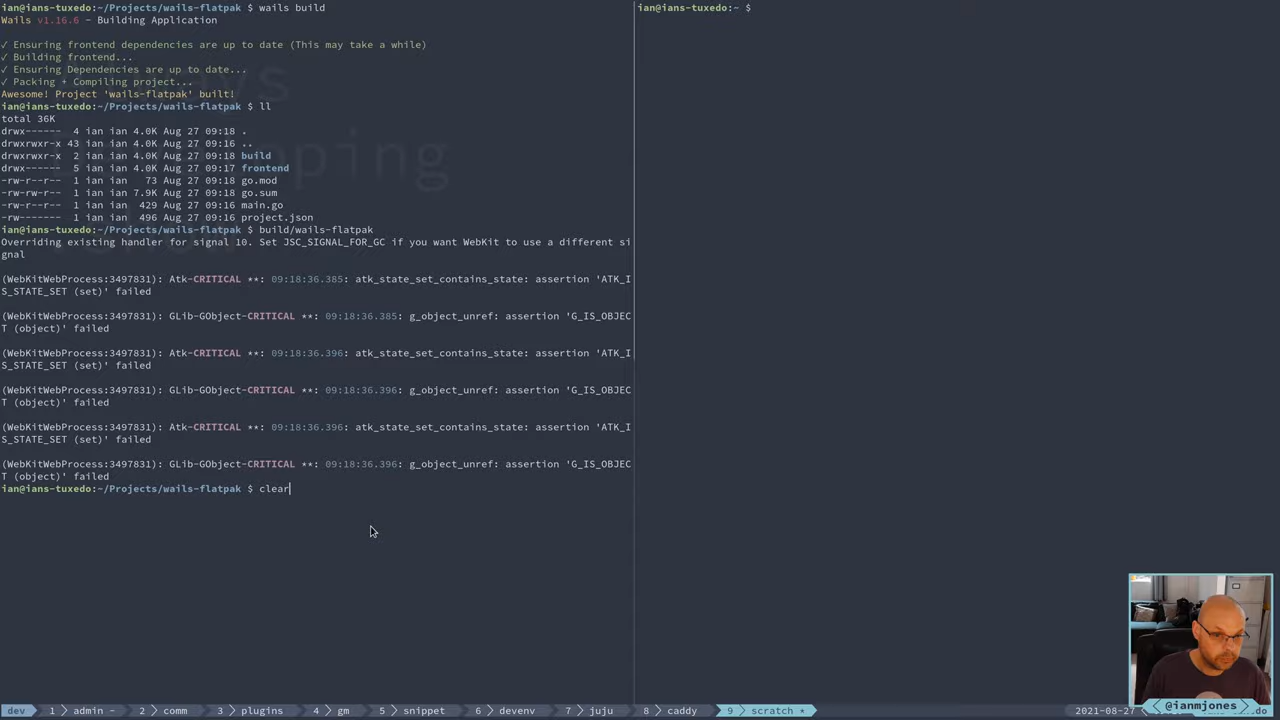 ian@ians-tuxedo:~/Projects/wails-flatpak $ wails build
Wails v1.16.6 - Building Application
✓ Ensuring frontend dependencies are up to date (This may take a while)
✓ Building frontend...
✓ Ensuring Dependencies are up to date...
✓ Packing + Compiling project...
Awesome! Project 'wails-flatpak' built!
ian@ians-tuxedo:~/Projects/wails-flatpak $ ll
total 36K
drwx------  4 ian ian 4.0K Aug 27 09:18 .
drwxrwxr-x 43 ian ian 4.0K Aug 27 09:16 ..
drwxrwxr-x  2 ian ian 4.0K Aug 27 09:18 build
drwx------  5 ian ian 4.0K Aug 27 09:17 frontend
-rw-r--r--  1 ian ian   73 Aug 27 09:18 go.mod
-rw-rw-r--  1 ian ian 7.9K Aug 27 09:18 go.sum
-rw-r--r--  1 ian ian  429 Aug 27 09:16 main.go
-rw-------  1 ian ian  496 Aug 27 09:16 project.json
ian@ians-tuxedo:~/Projects/wails-flatpak $ build/wails-flatpak
Overriding existing handler for signal 10. Set JSC_SIGNAL_FOR_GC if you want WebKit to use a different si
gnal
(WebKitWebProcess:3497831): Atk-CRITICAL **: 09:18:36.385: atk_state_set_contains_state: assertion 'ATK_I
S_STATE_SET (set)' failed
(WebKitWebProcess:3497831): GLib-GObject-CRITICAL **: 09:18:36.385: g_object_unref: assertion 'G_IS_OBJEC
T (object)' failed
(WebKitWebProcess:3497831): Atk-CRITICAL **: 09:18:36.396: atk_state_set_contains_state: assertion 'ATK_I
S_STATE_SET (set)' failed
(WebKitWebProcess:3497831): GLib-GObject-CRITICAL **: 09:18:36.396: g_object_unref: assertion 'G_IS_OBJEC
T (object)' failed
(WebKitWebProcess:3497831): Atk-CRITICAL **: 09:18:36.396: atk_state_set_contains_state: assertion 'ATK_I
S_STATE_SET (set)' failed
(WebKitWebProcess:3497831): GLib-GObject-CRITICAL **: 09:18:36.396: g_object_unref: assertion 'G_IS_OBJEC
T (object)' failed
ian@ians-tuxedo:~/Projects/wails-flatpak $ clear
ian@ians-tuxedo:~ $
@ianmjones
dev 1 admin - 2 comm 3 plugins 4 gm 5 snippet 6 devenv 7 juju 8 caddy 9 scratch * 2021-08-27